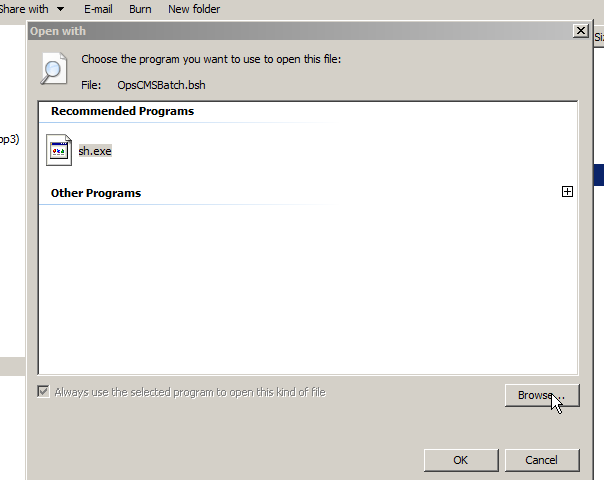 Share with E-mail Burn New folder
Open with
Si
Choose the program you want to use to open this file:
File: OpsCMSBatch.bsh
Recommended Programs
pp3)
sh.exe
Other Programs
Always use the selected program to open this kind of file
Browse...
OK Cancel